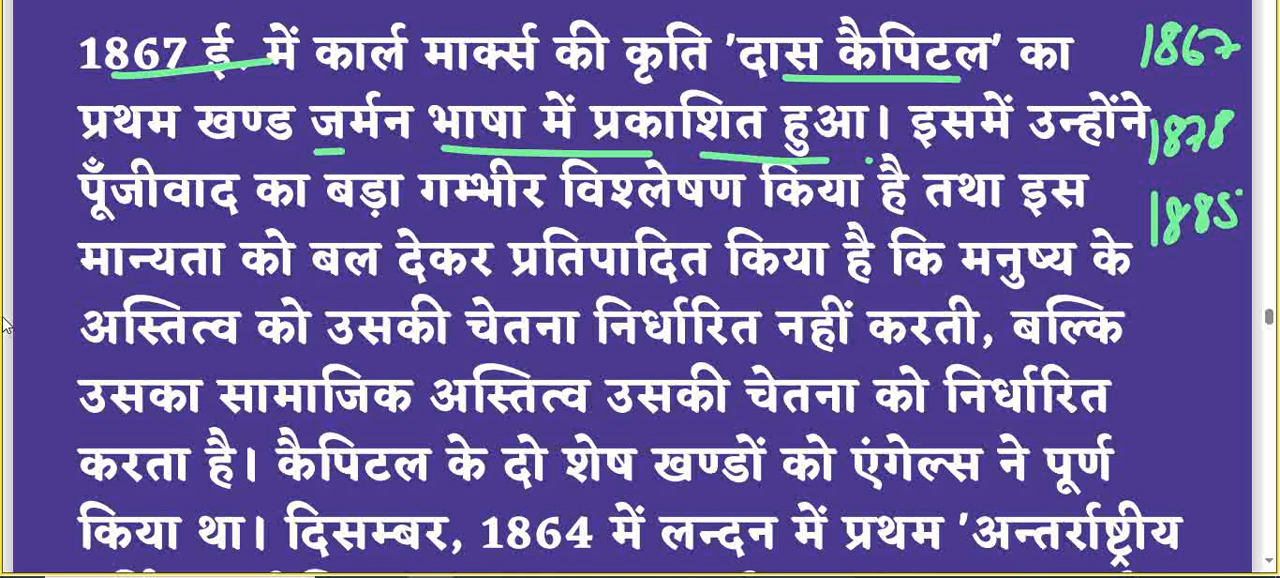 1867 ई. में कार्ल मार्क्स की कृति 'दास कैपिटल' का 1867
प्रथम खण्ड जर्मन भाषा में प्रकाशित हुआ। इसमें उन्होंने 1878
पूँजीवाद का बड़ा गम्भीर विश्लेषण किया है तथा इस 1885
मान्यता को बल देकर प्रतिपादित किया है कि मनुष्य के
अस्तित्व को उसकी चेतना निर्धारित नहीं करती, बल्कि
उसका सामाजिक अस्तित्व उसकी चेतना को निर्धारित
करता है। कैपिटल के दो शेष खण्डों को एंगेल्स ने पूर्ण
किया था। दिसम्बर, 1864 में लन्दन में प्रथम 'अन्तर्राष्ट्रीय